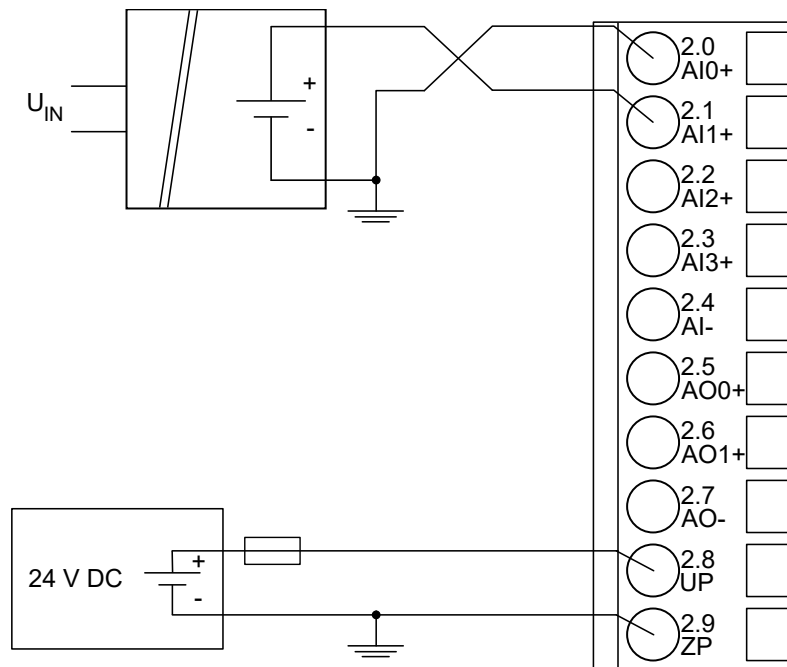 2.0
AI0+
+
U_IN
-
2.1
AI1+
2.2
AI2+
2.3
AI3+
2.4
AI-
2.5
AO0+
2.6
AO1+
2.7
AO-
24 V DC
+
-
2.8
UP
2.9
ZP